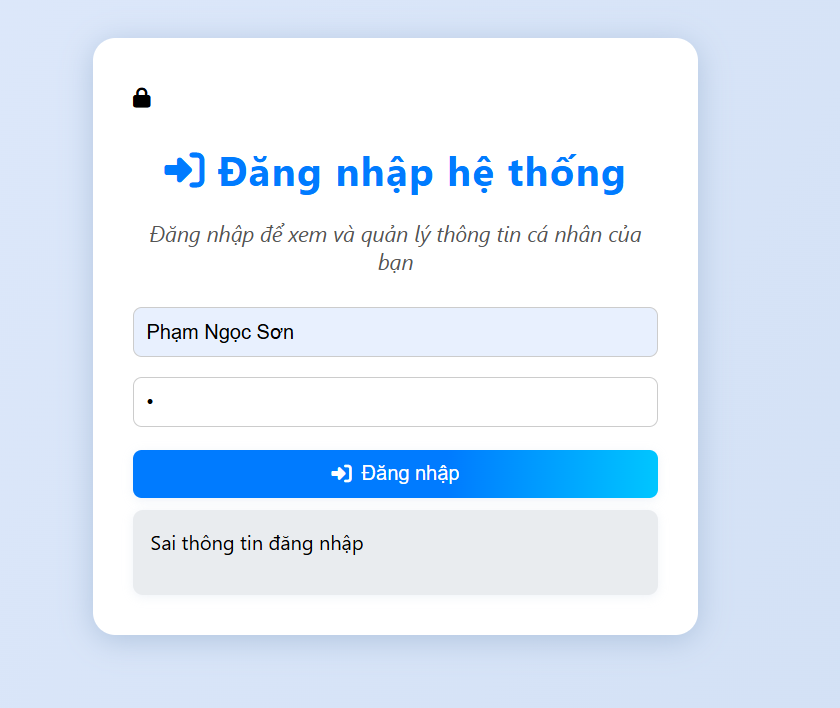 Đăng nhập hệ thống
Đăng nhập để xem và quản lý thông tin cá nhân của
bạn
Phạm Ngọc Sơn
•
Đăng nhập
Sai thông tin đăng nhập